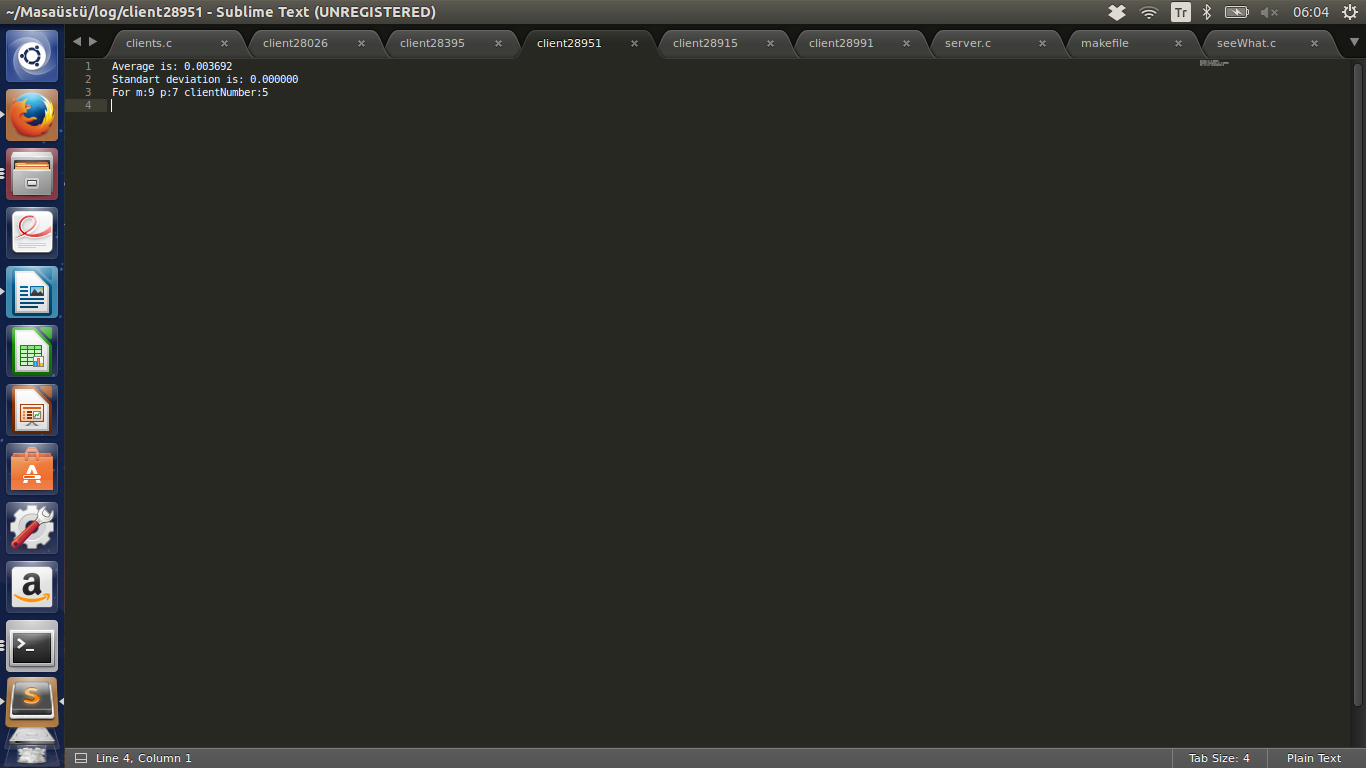 ~/Masaüstü/log/client28951 - Sublime Text (UNREGISTERED)
Tr
06:04
clients.c
client28026
client28395
client28951
client28915
client28991
server.c
makefile
seeWhat.c
1 Average is: 0.003692
2 Standart deviation is: 0.000000
3 For m:9 p:7 clientNumber:5
4
Line 4, Column 1
Tab Size: 4
Plain Text